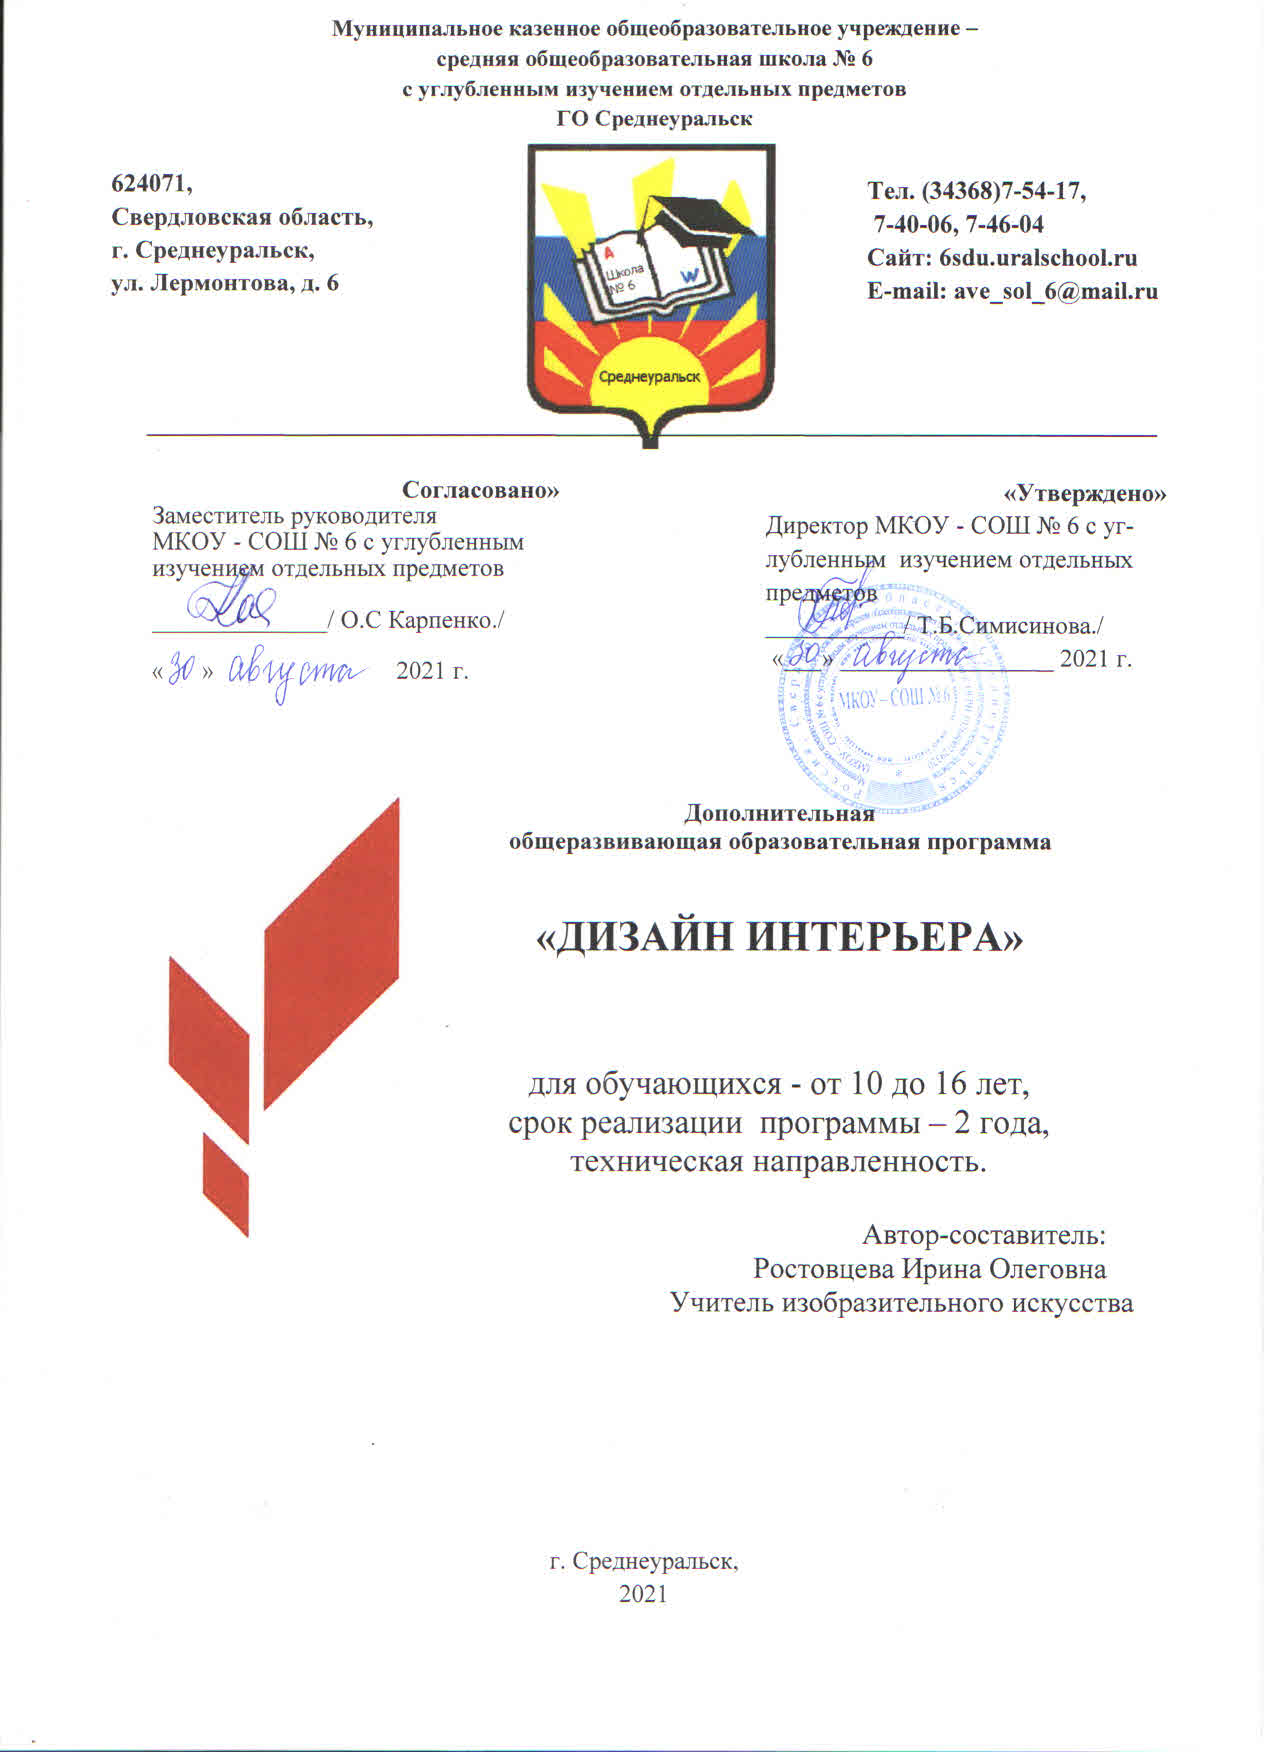 Муниципальное казенное общеобразовательное учреждение –
средняя общеобразовательная школа № 6
с углубленным изучением отдельных предметов
ГО Среднеуральск
624071,
Свердловская область,
г. Среднеуральск,
ул. Лермонтова, д. 6
А
Школа
№ 6
W
Среднеуральск
Тел. (34368)7-54-17,
7-40-06, 7-46-04
Сайт: 6sdu.uralschool.ru
E-mail: ave_sol_6@mail.ru
Согласовано»
Заместитель руководителя
МКОУ - СОШ № 6 с углубленным
изучением отдельных предметов
/ О.С Карпенко./
« 30 » августа 2021 г.
«Утверждено»
Директор МКОУ - СОШ № 6 с уг-
лубленным изучением отдельных
предметов
/ Т.Б.Симисинова./
« 30 » августа 2021 г.
МКОУ – СОШ № 6
Дополнительная
общеразвивающая образовательная программа
«ДИЗАЙН ИНТЕРЬЕРА»
для обучающихся - от 10 до 16 лет,
срок реализации программы – 2 года,
техническая направленность.
Автор-составитель:
Ростовцева Ирина Олеговна
Учитель изобразительного искусства
г. Среднеуральск,
2021